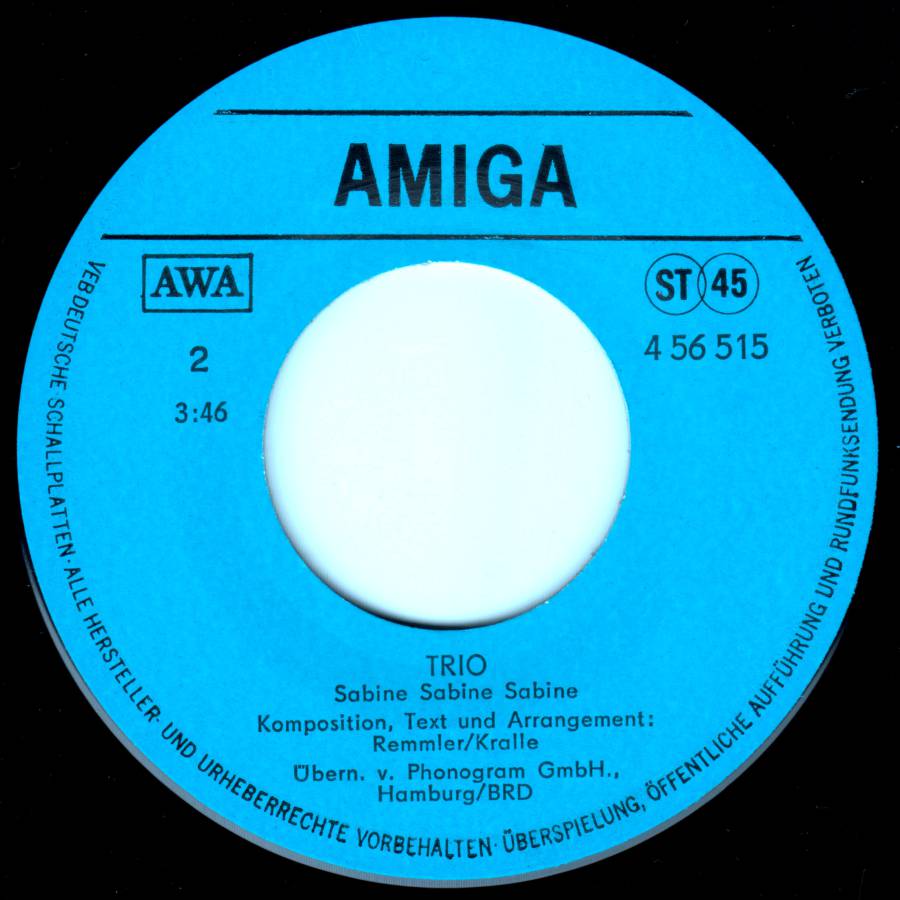 AMIGA
AWA
ST 45
2
4 56 515
3:46
TRIO
Sabine Sabine Sabine
Komposition, Text und Arrangement:
Remmler/Kralle
Übern. v. Phonogram GmbH.,
Hamburg/BRD
VEB DEUTSCHE SCHALLPLATTEN · ALLE HERSTELLER- UND URHEBERRECHTE VORBEHALTEN · ÜBERSPIELUNG, ÖFFENTLICHE AUFFÜHRUNG UND RUNDFUNKSENDUNG VERBOTEN